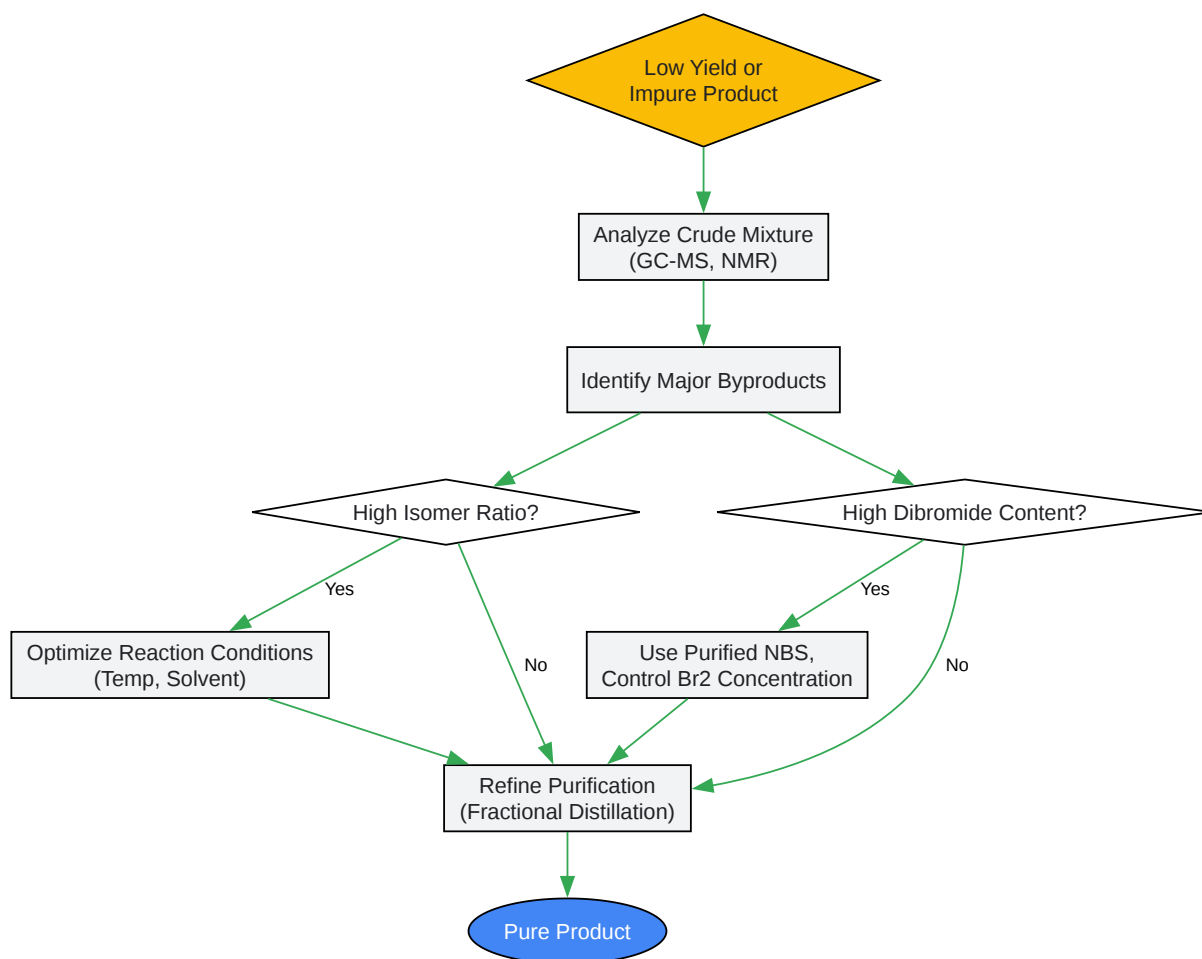 Low Yield or
Impure Product
Analyze Crude Mixture
(GC-MS, NMR)
Identify Major Byproducts
High Isomer Ratio?
High Dibromide Content?
Yes
Yes
Optimize Reaction Conditions
(Temp, Solvent)
No
Use Purified NBS,
Control Br2 Concentration
No
Refine Purification
(Fractional Distillation)
Pure Product